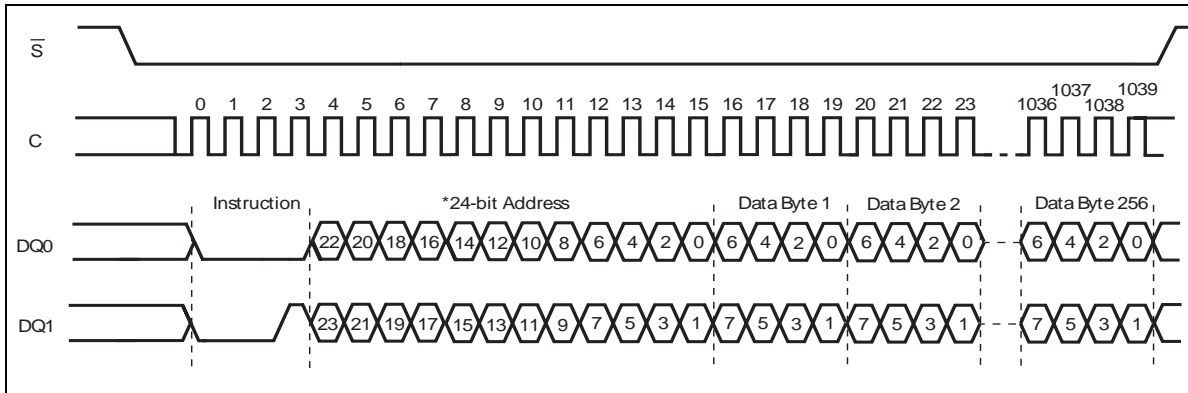 S
0 1 2 3 4 5 6 7 8 9 10 11 12 13 14 15 16 17 18 19 20 21 22 23 1036 1037 1038 1039
C
Instruction *24-bit Address Data Byte 1 Data Byte 2 Data Byte 256
DQ0 22 20 18 16 14 12 10 8 6 4 2 0 6 4 2 0 6 4 2 0 6 4 2 0
DQ1 23 21 19 17 15 13 11 9 7 5 3 1 7 5 3 1 7 5 3 1 7 5 3 1